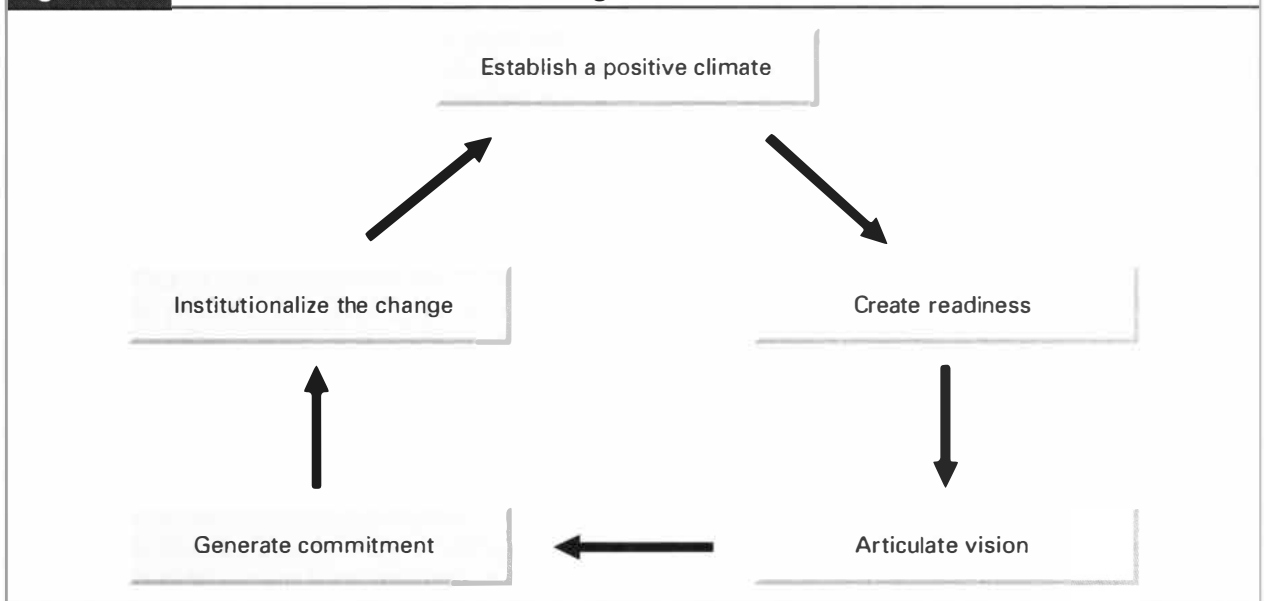 Establish a positive climate
Institutionalize the change
Create readiness
Generate commitment
Articulate vision